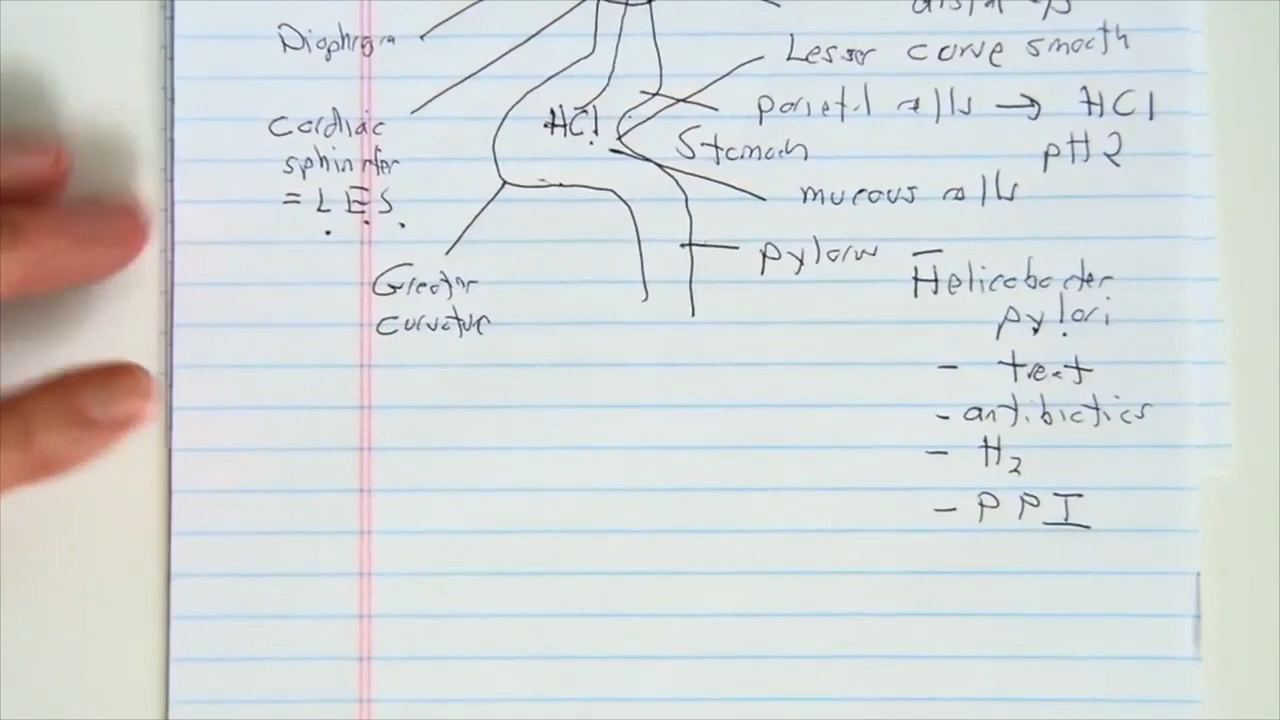 Diaphragm
Cardiac
sphincter
= LES
Greater
curvature
HCl
Stomach
Lesser curve smooth
parietal cells → HCl
pH 2
mucous cells
pylorus
Helicobacter
pylori
- treat
- antibiotics
- H2
- PPI